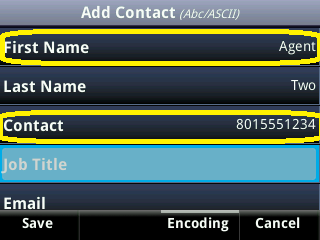 Add Contact (Abc/ASCII)
First Name Agent
Last Name Two
Contact 8015551234
Job Title
Email
Save Encoding Cancel